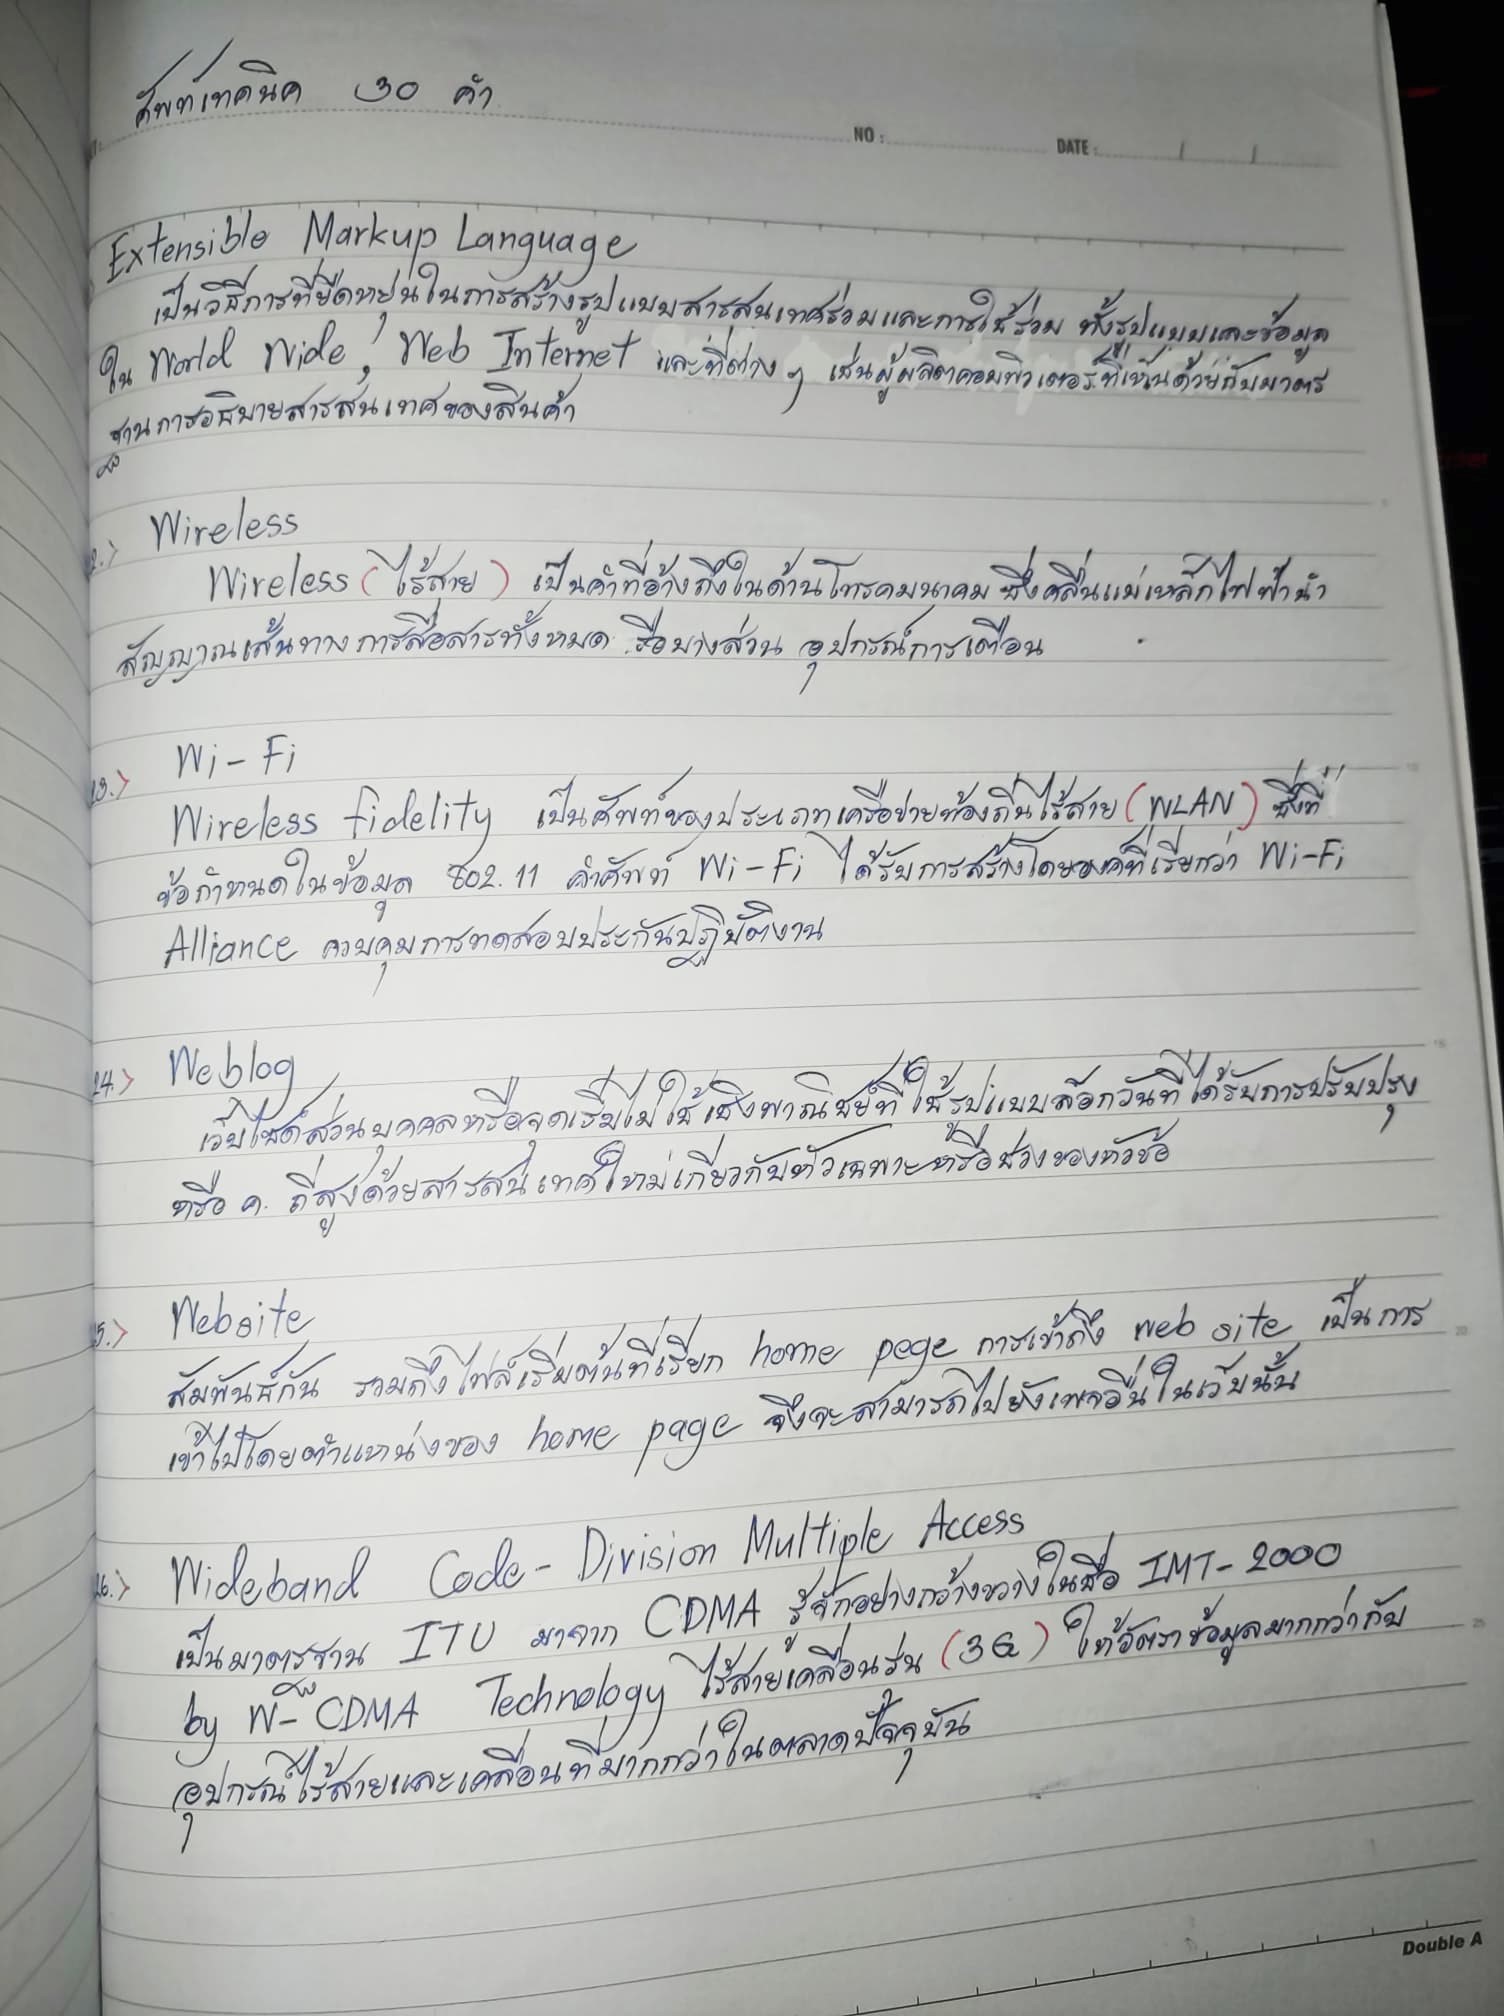 ศัพท์เทคนิค 30 คำ
NO :
DATE : / /
Extensible Markup Language
เป็นวิธีการที่ยืดหยุ่นในการสร้างรูปแบบสารสนเทศร่วมและการใช้ร่วม ทั้งรูปแบบและข้อมูล
ใน World Wide, Web Internet และที่ต่าง ๆ เช่นผู้ผลิตคอมพิวเตอร์ที่เห็นด้วยกับมาตร
ฐานการอธิบายสารสนเทศของสินค้า
2.> Wireless
Wireless (ไร้สาย) เป็นคำที่อ้างถึงในด้านโทรคมนาคม ซึ่งคลื่นแม่เหล็กไฟฟ้านำ
สัญญาณเส้นทางการสื่อสารทั้งหมด รือบางส่วน อุปกรณ์การเตือน
23.> Wi-Fi
Wireless fidelity เป็นศัพท์ของประเภทเครือข่ายท้องถิ่นไร้สาย (WLAN) ซึ่งที่
ข้อกำหนดในข้อมูล 802.11 คำศัพท์ Wi-Fi ได้รับการสร้างโดยองค์ที่เรียกว่า Wi-Fi
Alliance ควบคุมการทดสอบประกันปฏิบัติงาน
24.> Weblog
เว็บไซต์ส่วนบุคคลหรือจุดเริ่มไม่ใช้เชิงพาณิชย์ที่ใช้รูปแบบล๊อกวันที่ได้รับการปรับปรุง
หรือ ค. ถี่สูงด้วยสารสนเทศใหม่เกี่ยวกับหัวเฉพาะหรือช่วงของหัวข้อ
25.> Website
สัมพันธ์กัน รวมถึงไฟล์เริ่มต้นที่เรียก home page การเข้าถึง web site เป็นการ
เข้าไปโดยตำแหน่งของ home page จึงจะสามารถไปยังเพจอื่นในเว็บนั้น
26.> Wideband Code-Division Multiple Access
เป็นมาตรฐาน ITU มาจาก CDMA รู้จักอย่างกว้างขวางในชื่อ IMT-2000
by W-CDMA Technology ไร้สายเคลื่อนรุ่น (3G) ให้อัตราข้อมูลมากกว่ากับ
อุปกรณ์ไร้สายและเคลื่อนที่มากกว่าในตลาดปัจจุบัน
Double A